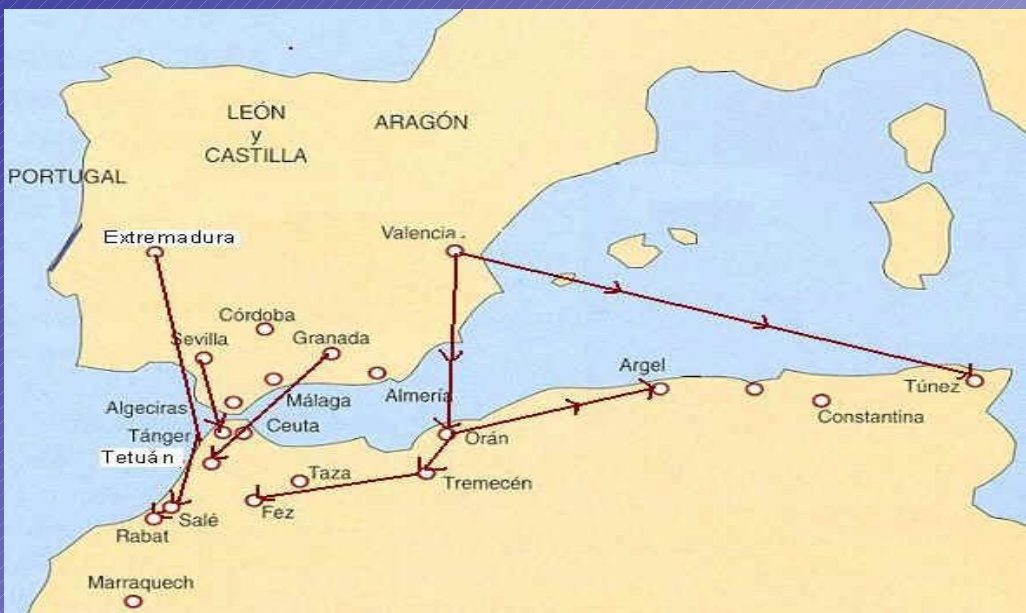 LEÓN
y
CASTILLA
ARAGÓN
PORTUGAL
Extremadura
Valencia
Córdoba
Sevilla
Granada
Argel
Túnez
Algeciras
Málaga
Almería
Constantina
Tánger
Ceuta
Orán
Tetuán
Taza
Tremecén
Fez
Salé
Rabat
Marraquech